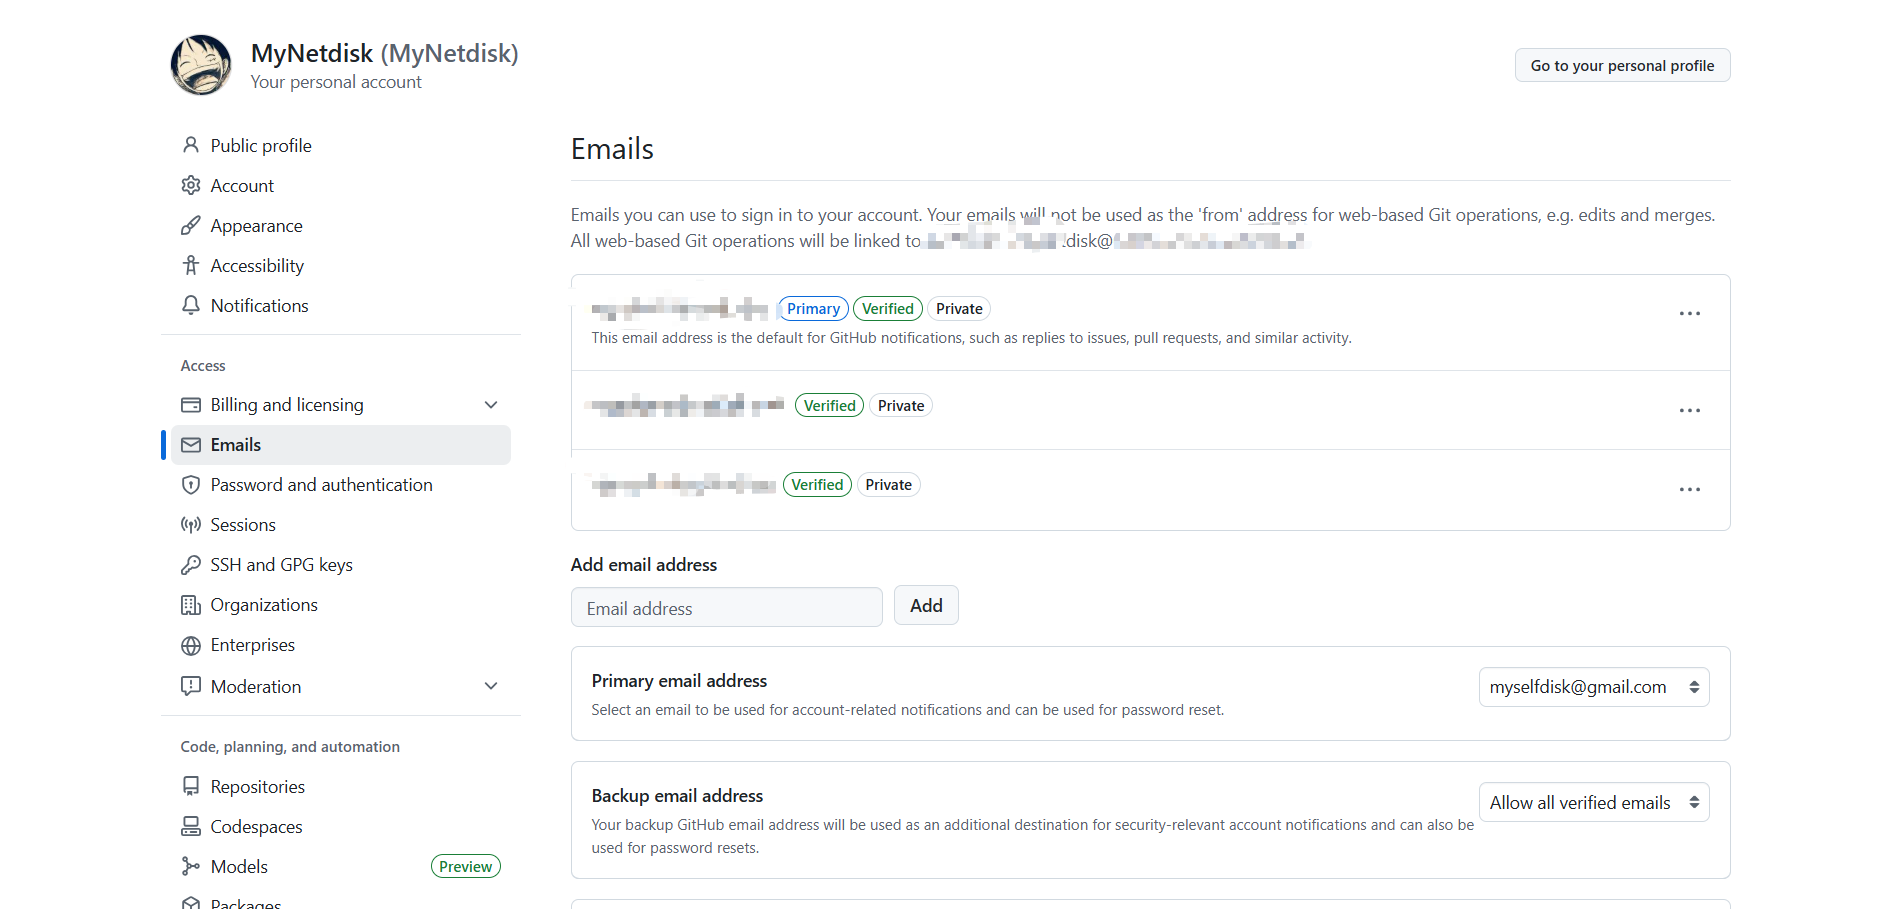 MyNetdisk (MyNetdisk)
Your personal account
Go to your personal profile
Public profile
Account
Appearance
Accessibility
Notifications
Access
Billing and licensing
Emails
Password and authentication
Sessions
SSH and GPG keys
Organizations
Enterprises
Moderation
Code, planning, and automation
Repositories
Codespaces
Models Preview
Packages
Emails
Emails you can use to sign in to your account. Your emails will not be used as the 'from' address for web-based Git operations, e.g. edits and merges.
All web-based Git operations will be linked to disk@
Primary Verified Private
This email address is the default for GitHub notifications, such as replies to issues, pull requests, and similar activity.
Verified Private
Verified Private
Add email address
Email address Add
Primary email address
myselfdisk@gmail.com
Select an email to be used for account-related notifications and can be used for password reset.
Backup email address
Allow all verified emails
Your backup GitHub email address will be used as an additional destination for security-relevant account notifications and can also be
used for password resets.